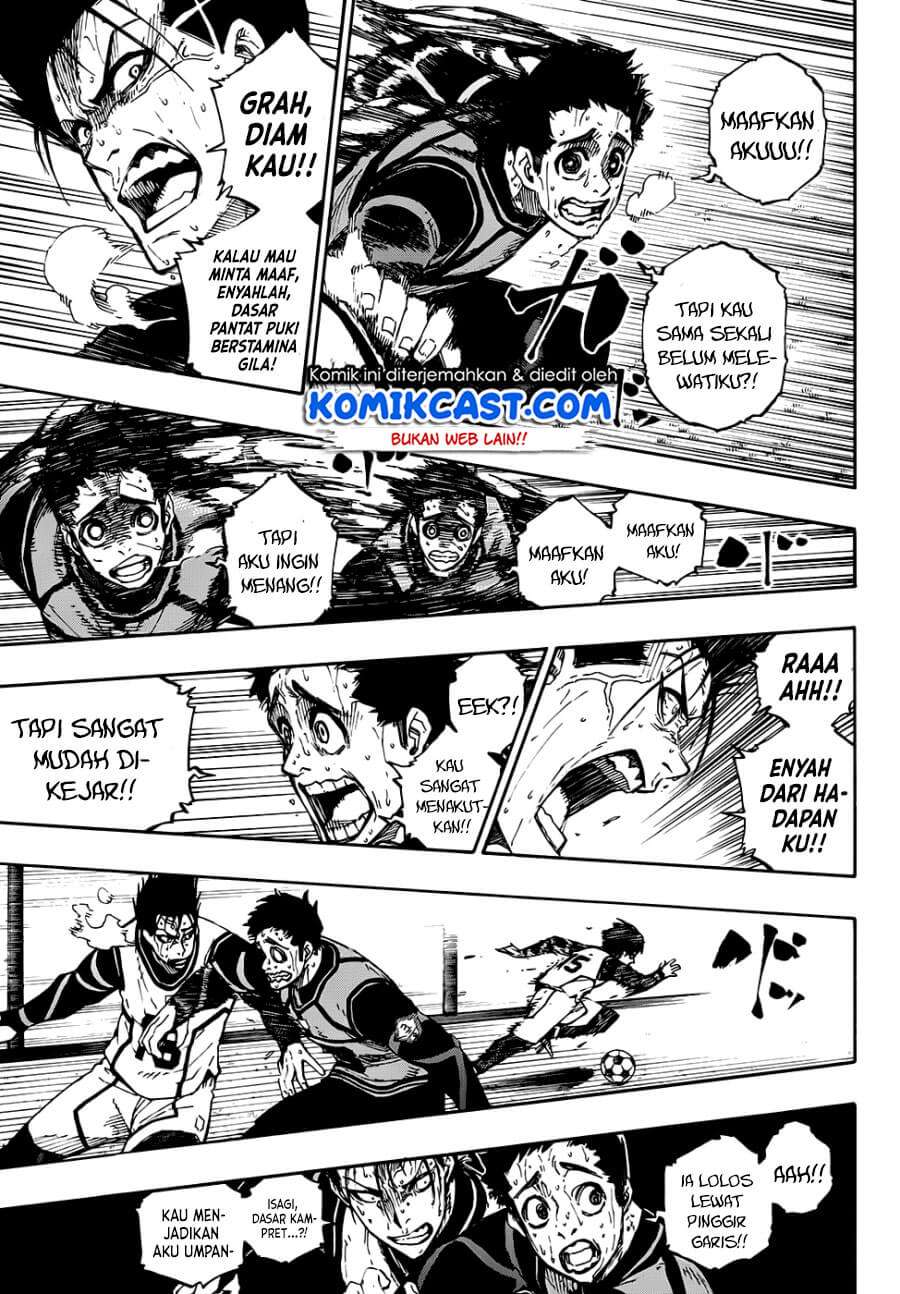 MAAFKAN
AKUUU!!
TAPI KAU
SAMA SEKALI
BELUM MELE-
WATIKU?!
GRAH,
DIAM
KAU!!
KALAU MAU
MINTA MAAF,
ENYAHLAH,
DASAR
PANTAT PUKI
BERSTAMINA
GILA!
Komik ini diterjemahkan & diedit oleh
KOMIKCAST.COM
BUKAN WEB LAIN!!
MAAFKAN
AKU!
MAAFKAN
AKU!
TAPI
AKU INGIN
MENANG!!
RAAA
AHH!!
ENYAH
DARI HA-
DAPAN
KU!!
EEK?!
KAU
SANGAT
MENAKUT-
KAN!!
TAPI SANGAT
MUDAH DI-
KEJAR!!
5
AAH!!
IA LOLOS
LEWAT
PINGGIR
GARIS!!
ISAGI,
DASAR KAM-
PRET...?!
KAU MEN-
JADIKAN
AKU UMPAN-